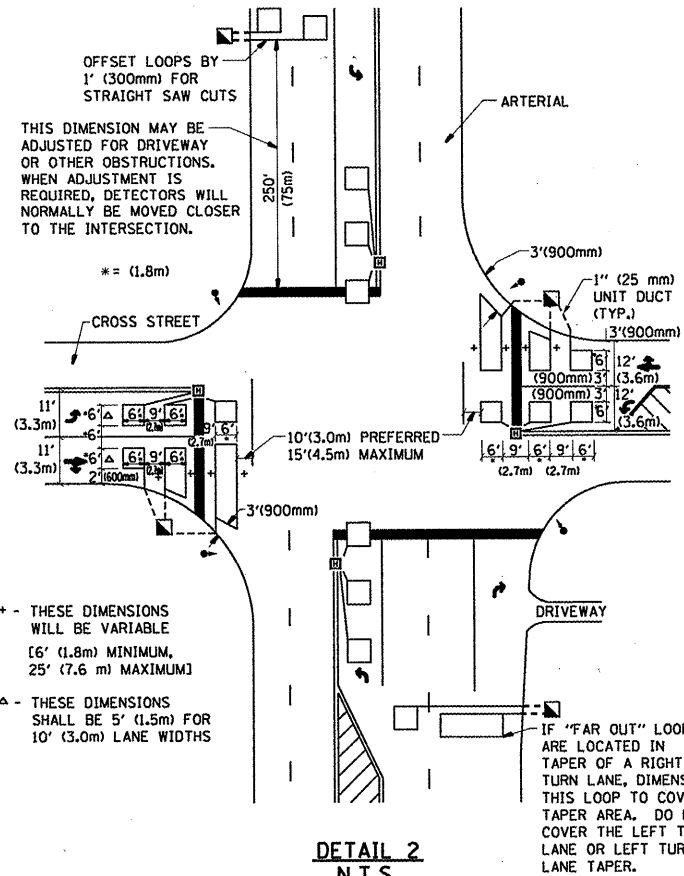 OFFSET LOOPS BY
1' (300mm) FOR
STRAIGHT SAW CUTS
THIS DIMENSION MAY BE
ADJUSTED FOR DRIVEWAY
OR OTHER OBSTRUCTIONS.
WHEN ADJUSTMENT IS
REQUIRED, DETECTORS WILL
NORMALLY BE MOVED CLOSER
TO THE INTERSECTION.
*= (1.8m)
250'
(75m)
ARTERIAL
H
3'(900mm)
1" (25 mm)
UNIT DUCT
(TYP.)
3'(900mm)
CROSS STREET
6'
12'
(3.6m)
(900mm) 3'
(900mm) 3'
12'
6'
(3.6m)
H
6' 9' 6' 9' 6'
* * *
(2.7m) (2.7m)
H
11'
(3.3m)
*6' △ 6' 9' 6'
*6'
9' 6'
(2.7m)
11'
(3.3m)
*6' △ 6' 9' 6'
2' (600mm)
10'(3.0m) PREFERRED
15'(4.5m) MAXIMUM
3'(900mm)
H
DRIVEWAY
+ - THESE DIMENSIONS
WILL BE VARIABLE
[6' (1.8m) MINIMUM,
25' (7.6 m) MAXIMUM]
△ - THESE DIMENSIONS
SHALL BE 5' (1.5m) FOR
10' (3.0m) LANE WIDTHS
IF "FAR OUT" LOO
ARE LOCATED IN
TAPER OF A RIGHT
TURN LANE, DIMENS
THIS LOOP TO COV
TAPER AREA. DO
COVER THE LEFT T
LANE OR LEFT TUR
LANE TAPER.
DETAIL 2
N.T.S.